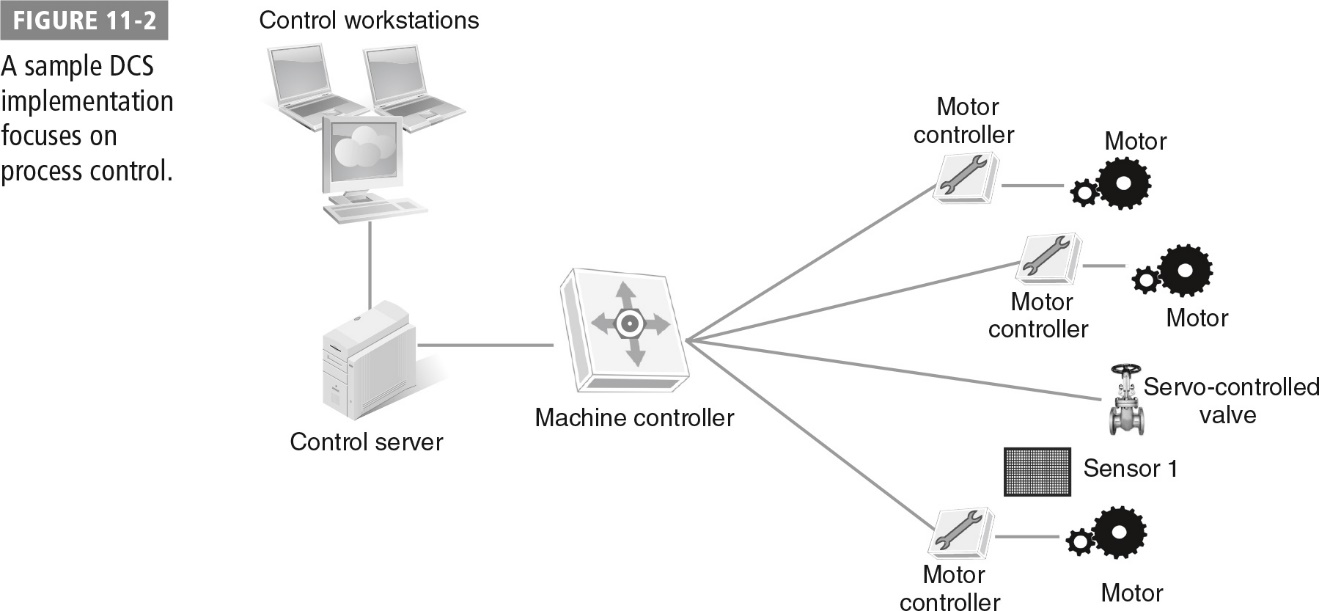 FIGURE 11-2
A sample DCS
implementation
focuses on
process control.
Control workstations
Control server
Machine controller
Motor
controller
Motor
Motor
controller
Motor
Servo-controlled
valve
Sensor 1
Motor
controller
Motor